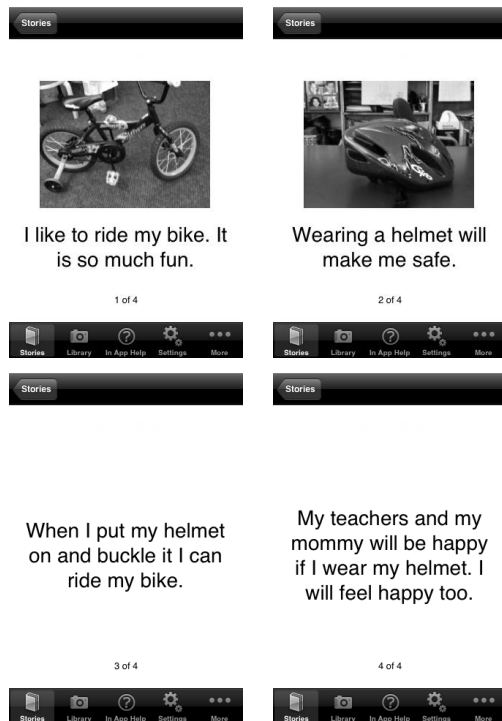 Stories
I like to ride my bike. It
is so much fun.
1 of 4
Stories Library In App Help Settings More
Stories
Wearing a helmet will
make me safe.
2 of 4
Stories Library In App Help Settings More
Stories
When I put my helmet
on and buckle it I can
ride my bike.
3 of 4
Stories Library In App Help Settings More
Stories
My teachers and my
mommy will be happy
if I wear my helmet. I
will feel happy too.
4 of 4
Stories Library In App Help Settings More